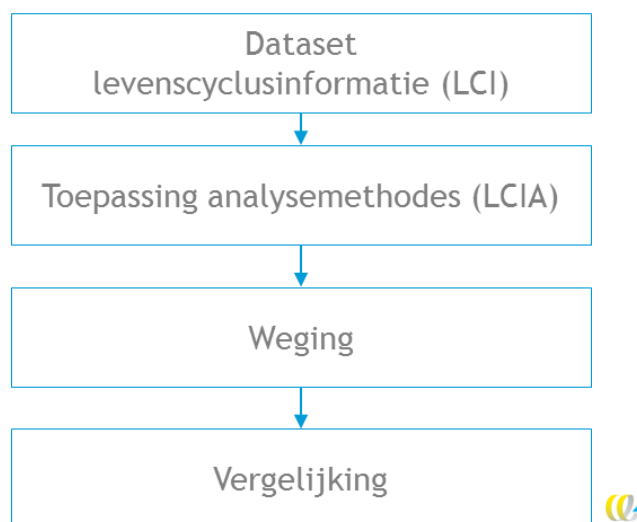 Dataset
levenscyclusinformatie (LCI)
Toepassing analysemethodes (LCIA)
Weging
Vergelijking